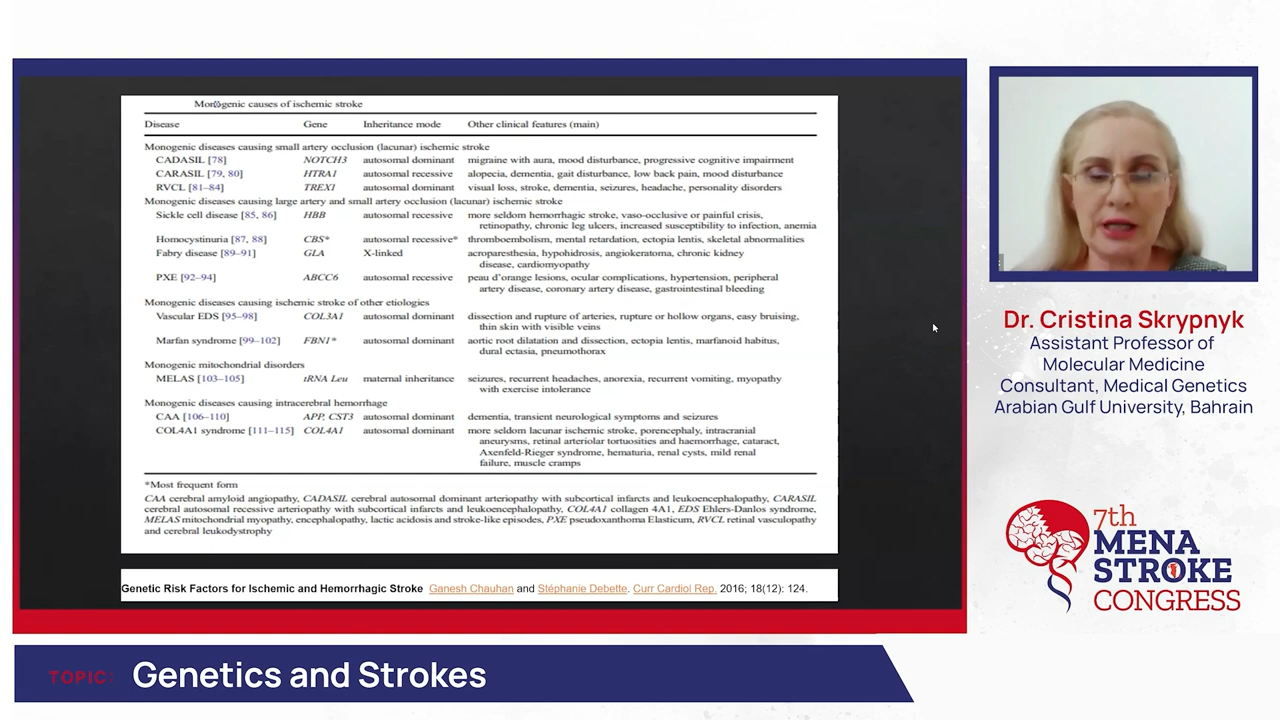 Monogenic causes of ischemic stroke
Disease Gene Inheritance mode Other clinical features (main)
Monogenic diseases causing small artery occlusion (lacunar) ischemic stroke
CADASIL [78] NOTCH3 autosomal dominant migraine with aura, mood disturbance, progressive cognitive impairment
CARASIL [79, 80] HTRA1 autosomal recessive alopecia, dementia, gait disturbance, low back pain, mood disturbance
RVCL [81–84] TREX1 autosomal dominant visual loss, stroke, dementia, seizures, headache, personality disorders
Monogenic diseases causing large artery and small artery occlusion (lacunar) ischemic stroke
Sickle cell disease [85, 86] HBB autosomal recessive more seldom hemorrhagic stroke, vaso-occlusive or painful crisis,
retinopathy, chronic leg ulcers, increased susceptibility to infection, anemia
Homocystinuria [87, 88] CBS* autosomal recessive* thromboembolism, mental retardation, ectopia lentis, skeletal abnormalities
Fabry disease [89–91] GLA X-linked acroparesthesia, hypohidrosis, angiokeratoma, chronic kidney
disease, cardiomyopathy
PXE [92–94] ABCC6 autosomal recessive peau d'orange lesions, ocular complications, hypertension, peripheral
artery disease, coronary artery disease, gastrointestinal bleeding
Monogenic diseases causing ischemic stroke of other etiologies
Vascular EDS [95–98] COL3A1 autosomal dominant dissection and rupture of arteries, rupture or hollow organs, easy bruising,
thin skin with visible veins
Marfan syndrome [99–102] FBN1* autosomal dominant aortic root dilatation and dissection, ectopia lentis, marfanoid habitus,
dural ectasia, pneumothorax
Monogenic mitochondrial disorders
MELAS [103–105] tRNA Leu maternal inheritance seizures, recurrent headaches, anorexia, recurrent vomiting, myopathy
with exercise intolerance
Monogenic diseases causing intracerebral hemorrhage
CAA [106–110] APP, CST3 autosomal dominant dementia, transient neurological symptoms and seizures
COL4A1 syndrome [111–115] COL4A1 autosomal dominant more seldom lacunar ischemic stroke, porencephaly, intracranial
aneurysms, retinal arteriolar tortuosities and haemorrhage, cataract,
Axenfeld-Rieger syndrome, hematuria, renal cysts, mild renal
failure, muscle cramps
*Most frequent form
CAA cerebral amyloid angiopathy, CADASIL cerebral autosomal dominant arteriopathy with subcortical infarcts and leukoencephalopathy, CARASIL
cerebral autosomal recessive arteriopathy with subcortical infarcts and leukoencephalopathy, COL4A1 collagen 4A1, EDS Ehlers-Danlos syndrome,
MELAS mitochondrial myopathy, encephalopathy, lactic acidosis and stroke-like episodes, PXE pseudoxanthoma Elasticum, RVCL retinal vasculopathy
and cerebral leukodystrophy
Genetic Risk Factors for Ischemic and Hemorrhagic Stroke Ganesh Chauhan and Stéphanie Debette. Curr Cardiol Rep. 2016; 18(12): 124.
Dr. Cristina Skrypnyk
Assistant Professor of
Molecular Medicine
Consultant, Medical Genetics
Arabian Gulf University, Bahrain
7th
MENA
STROKE
CONGRESS
TOPIC: Genetics and Strokes